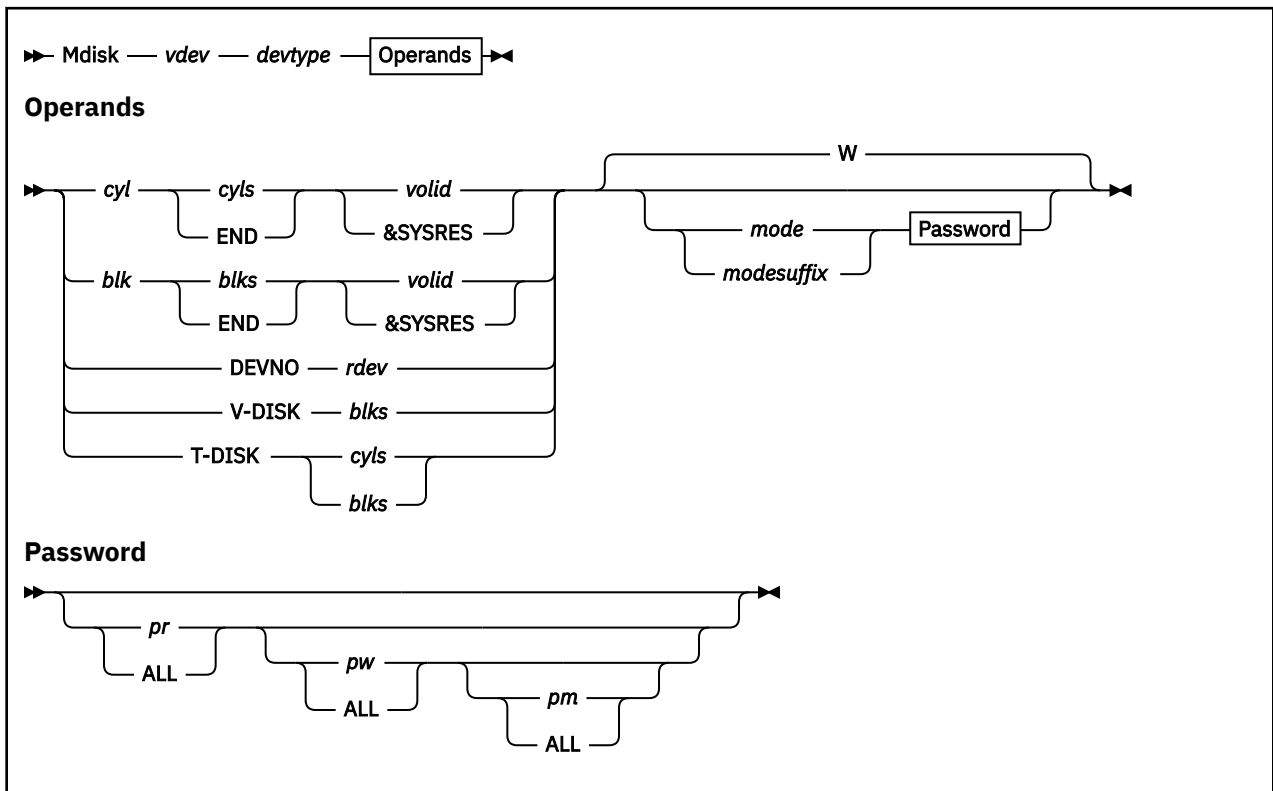 Mdisk vdev devtype Operands
Operands
W
cyl cyls volid
END &SYSRES
mode Password
modesuffix
blk blks volid
END &SYSRES
DEVNO rdev
V-DISK blks
T-DISK cyls
blks
Password
pr
ALL
pw
ALL
pm
ALL